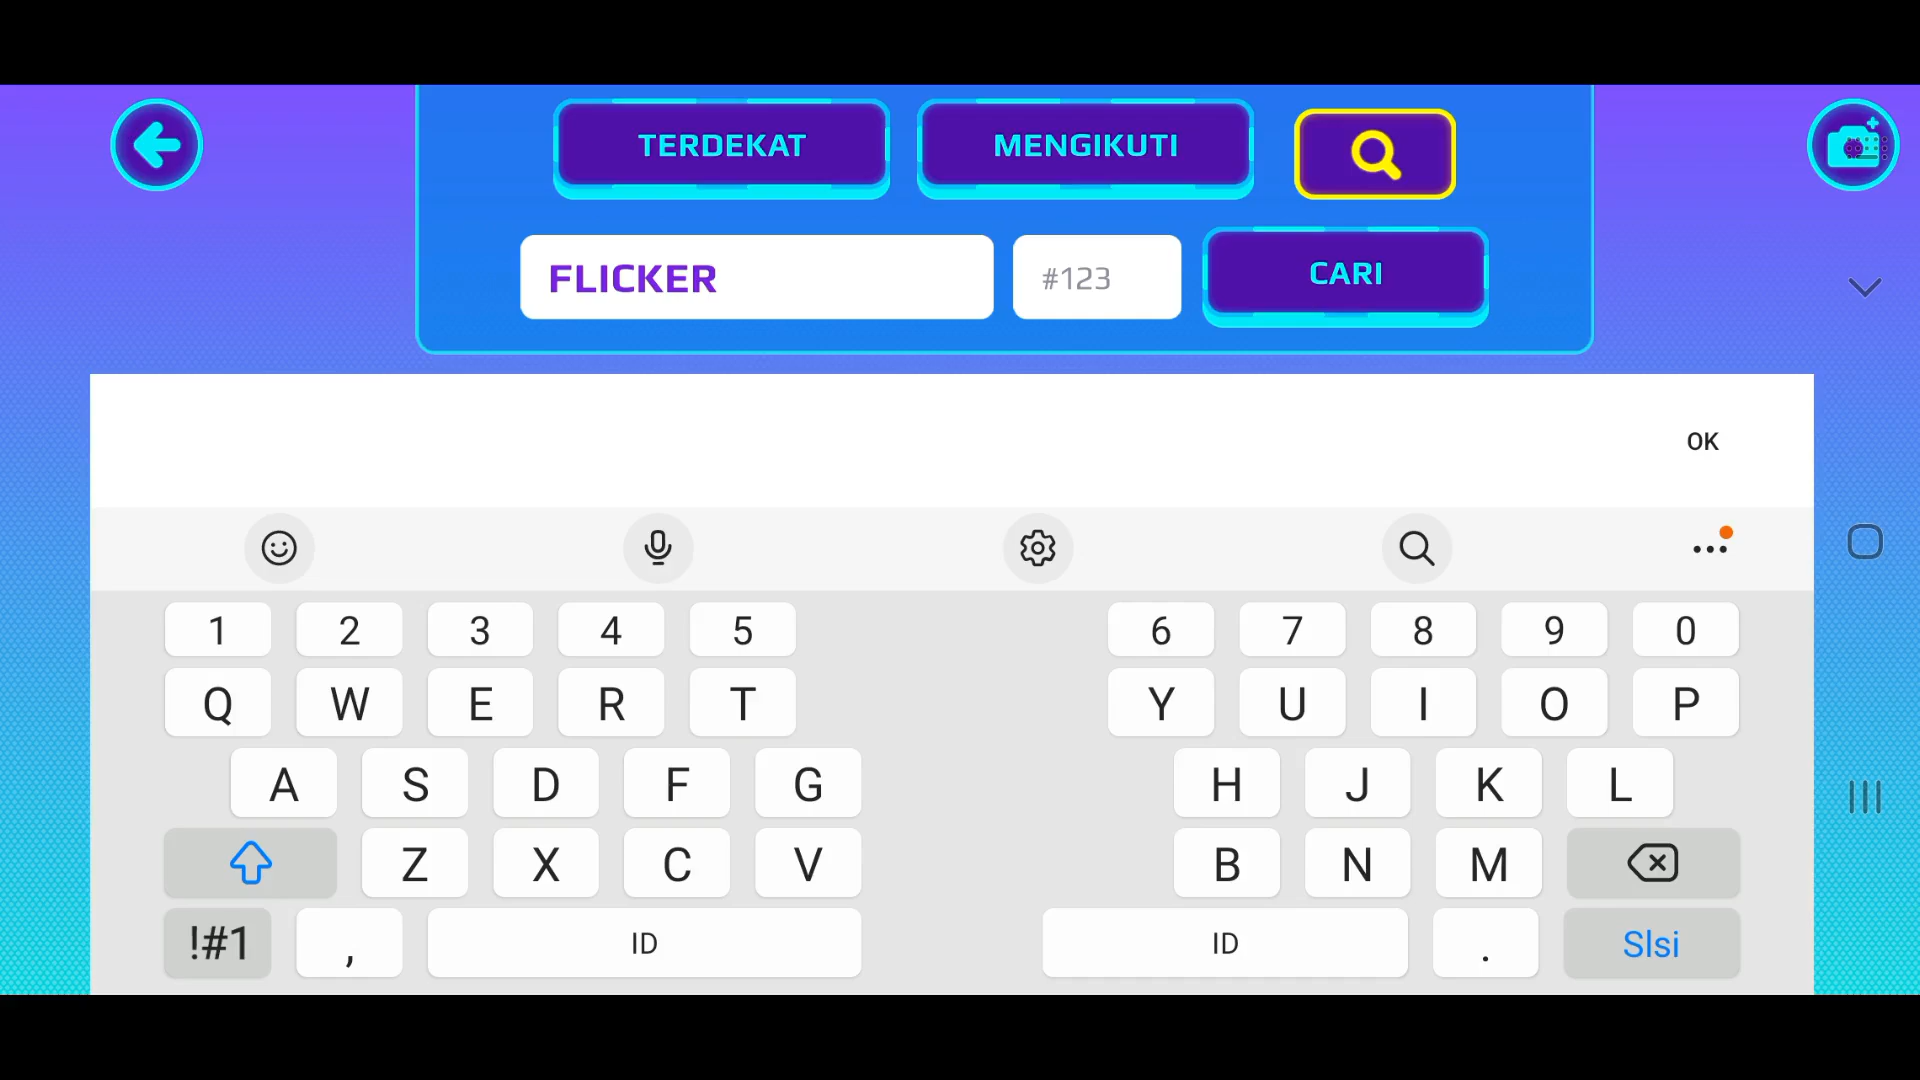 TERDEKAT MENGIKUTI
FLICKER #123 CARI
OK
1 2 3 4 5 6 7 8 9 0
Q W E R T Y U I O P
A S D F G H J K L
Z X C V B N M
!#1 , ID ID . Slsi